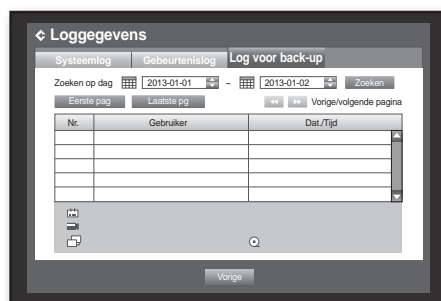 Loggegevens
Systeemlog Gebeurtenislog Log voor back-up
Zoeken op dag 2013-01-01 ~ 2013-01-02 Zoeken
Eerste pag Laatste pg Vorige/volgende pagina
Nr. Gebruiker Dat./Tijd
Vorige